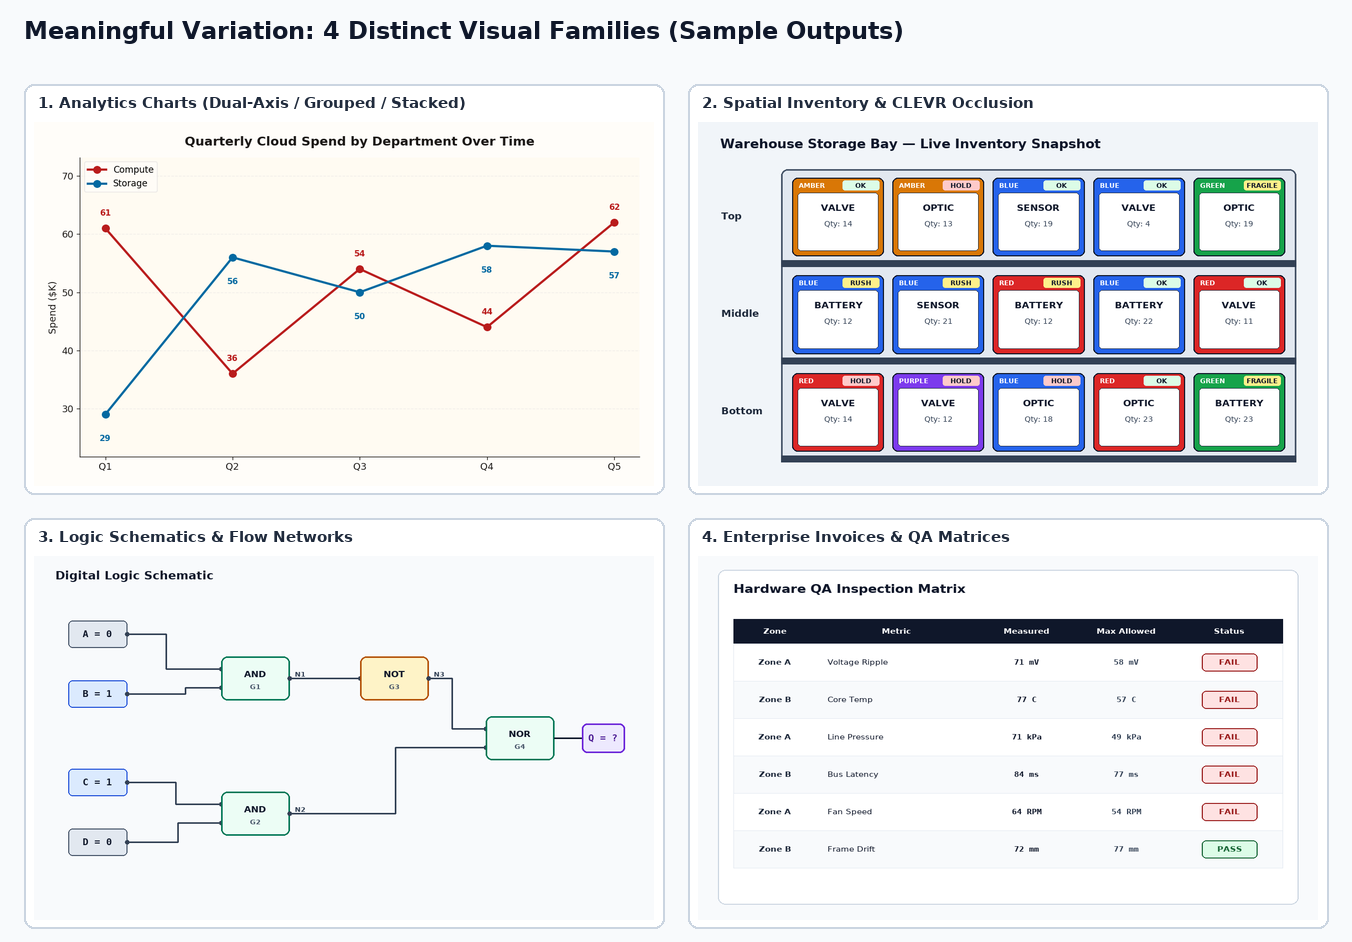 Meaningful Variation: 4 Distinct Visual Families (Sample Outputs)
1. Analytics Charts (Dual-Axis / Grouped / Stacked)
Quarterly Cloud Spend by Department Over Time
Compute
Storage
Spend ($K)
70
60
50
40
30
61
36
54
44
62
29
56
50
58
57
Q1 Q2 Q3 Q4 Q5
2. Spatial Inventory & CLEVR Occlusion
Warehouse Storage Bay — Live Inventory Snapshot
Top
AMBER OK
VALVE
Qty: 14
AMBER HOLD
OPTIC
Qty: 13
BLUE OK
SENSOR
Qty: 19
BLUE OK
VALVE
Qty: 4
GREEN FRAGILE
OPTIC
Qty: 19
Middle
BLUE RUSH
BATTERY
Qty: 12
BLUE RUSH
SENSOR
Qty: 21
RED RUSH
BATTERY
Qty: 12
BLUE OK
BATTERY
Qty: 22
RED OK
VALVE
Qty: 11
Bottom
RED HOLD
VALVE
Qty: 14
PURPLE HOLD
VALVE
Qty: 12
BLUE HOLD
OPTIC
Qty: 18
RED OK
OPTIC
Qty: 23
GREEN FRAGILE
BATTERY
Qty: 23
3. Logic Schematics & Flow Networks
Digital Logic Schematic
A = 0
B = 1
C = 1
D = 0
AND
G1
N1
NOT
G3
N3
AND
G2
N2
NOR
G4
Q = ?
4. Enterprise Invoices & QA Matrices
Hardware QA Inspection Matrix
Zone Metric Measured Max Allowed Status
Zone A Voltage Ripple 71 mV 58 mV FAIL
Zone B Core Temp 77 C 57 C FAIL
Zone A Line Pressure 71 kPa 49 kPa FAIL
Zone B Bus Latency 84 ms 77 ms FAIL
Zone A Fan Speed 64 RPM 54 RPM FAIL
Zone B Frame Drift 72 mm 77 mm PASS